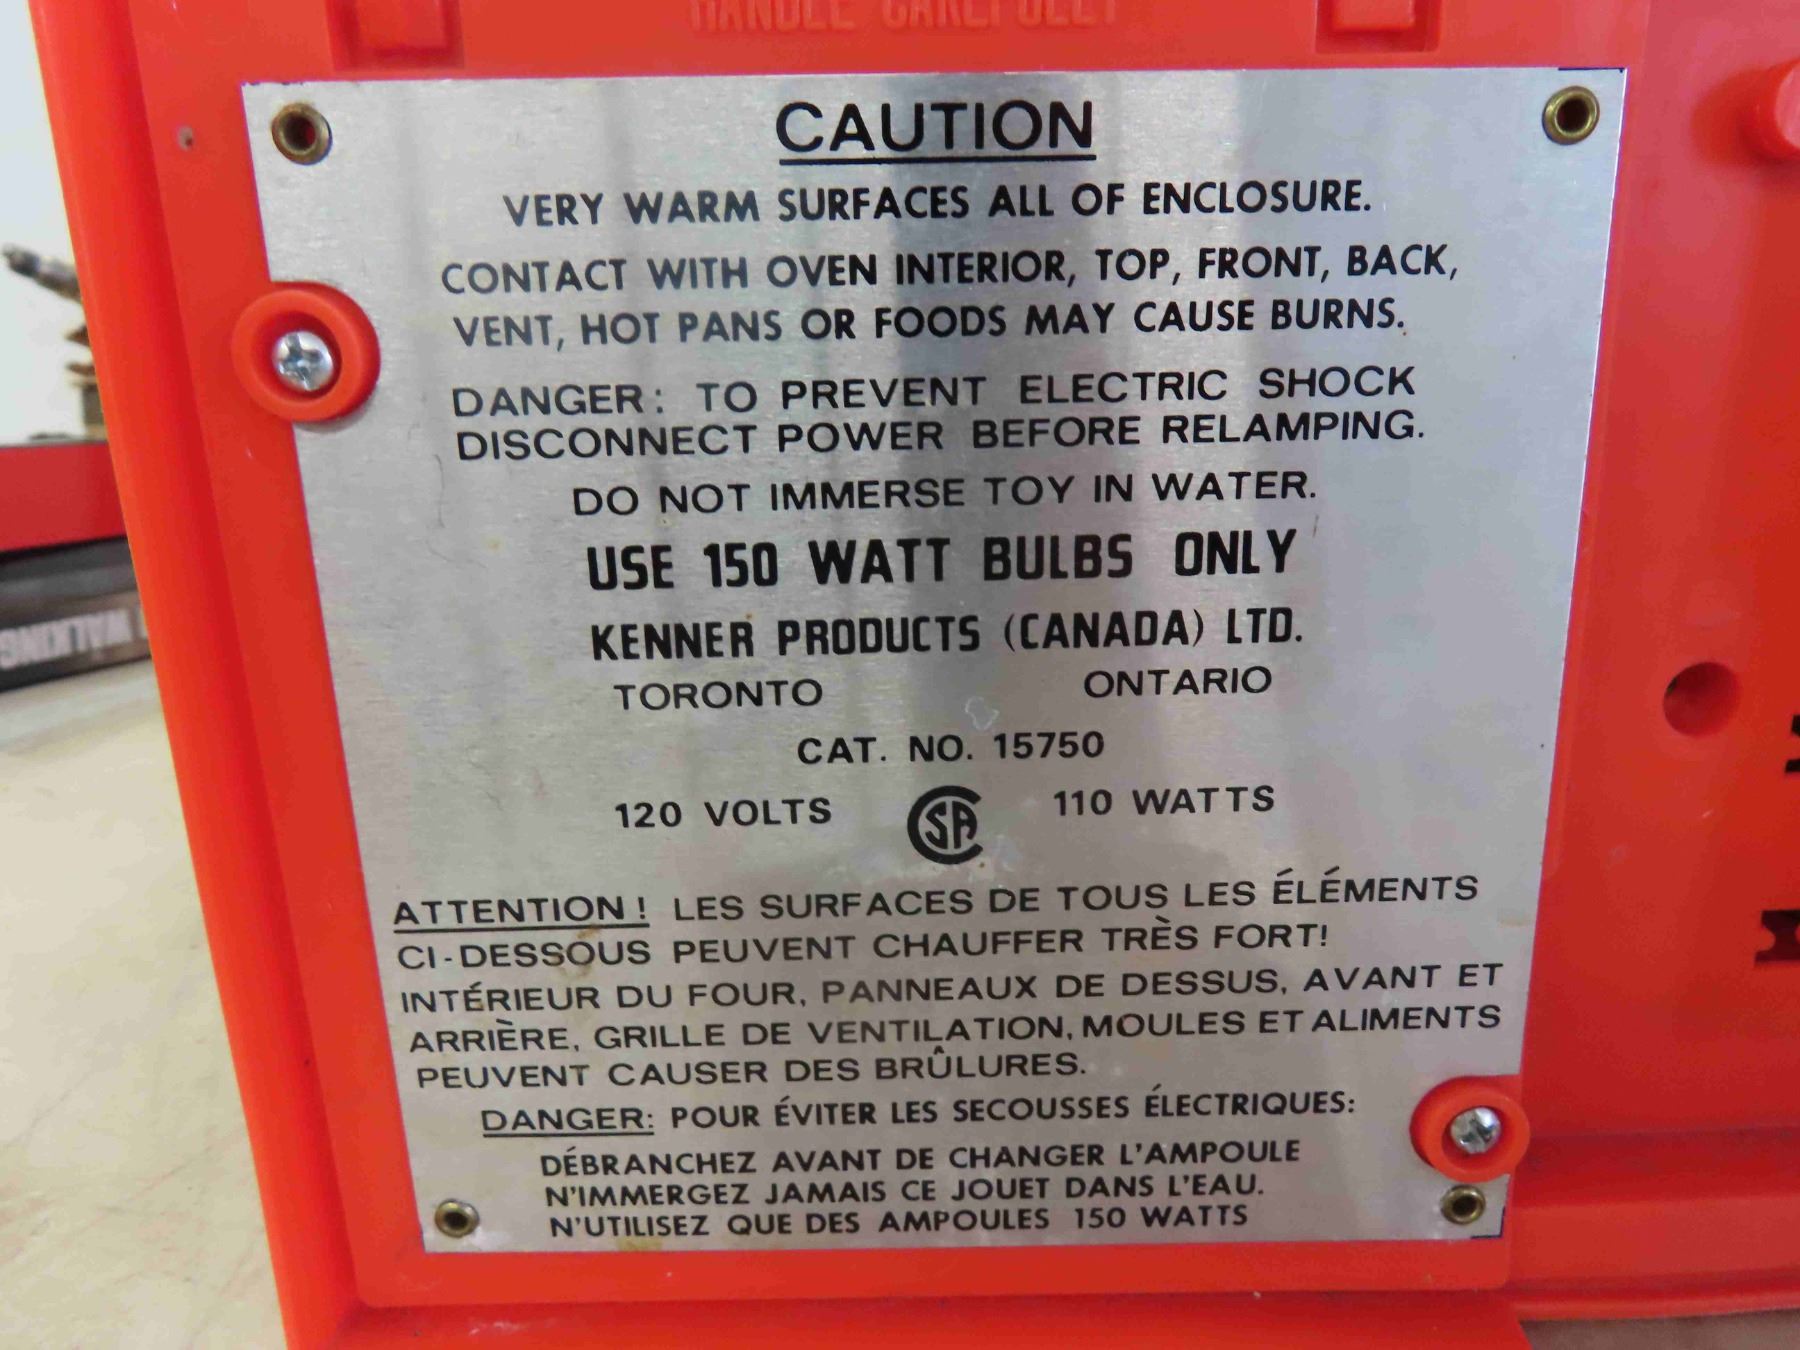 HANDLE CAREFULLY
CAUTION
VERY WARM SURFACES ALL OF ENCLOSURE.
CONTACT WITH OVEN INTERIOR, TOP, FRONT, BACK,
VENT, HOT PANS OR FOODS MAY CAUSE BURNS.
DANGER: TO PREVENT ELECTRIC SHOCK
DISCONNECT POWER BEFORE RELAMPING.
DO NOT IMMERSE TOY IN WATER.
USE 150 WATT BULBS ONLY
KENNER PRODUCTS (CANADA) LTD.
TORONTO ONTARIO
CAT. NO. 15750
120 VOLTS CSA 110 WATTS
ATTENTION! LES SURFACES DE TOUS LES ÉLÉMENTS
CI-DESSOUS PEUVENT CHAUFFER TRÈS FORT!
INTÉRIEUR DU FOUR, PANNEAUX DE DESSUS, AVANT ET
ARRIÈRE, GRILLE DE VENTILATION, MOULES ET ALIMENTS
PEUVENT CAUSER DES BRÛLURES.
DANGER: POUR ÉVITER LES SECOUSSES ÉLECTRIQUES:
DÉBRANCHEZ AVANT DE CHANGER L'AMPOULE
N'IMMERGEZ JAMAIS CE JOUET DANS L'EAU.
N'UTILISEZ QUE DES AMPOULES 150 WATTS
WALKING